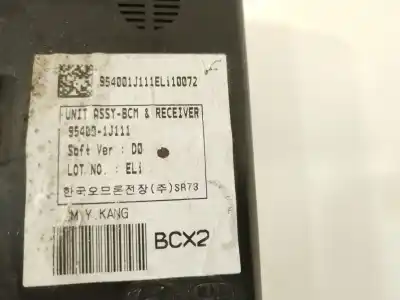 954001J111ELi10072
UNIT ASSY-BCM & RECEIVER
95400-1J111
Soft Ver : D0
LOT NO. : ELi
한국오므론전장(주)SR73
M.Y.KANG
BCX2